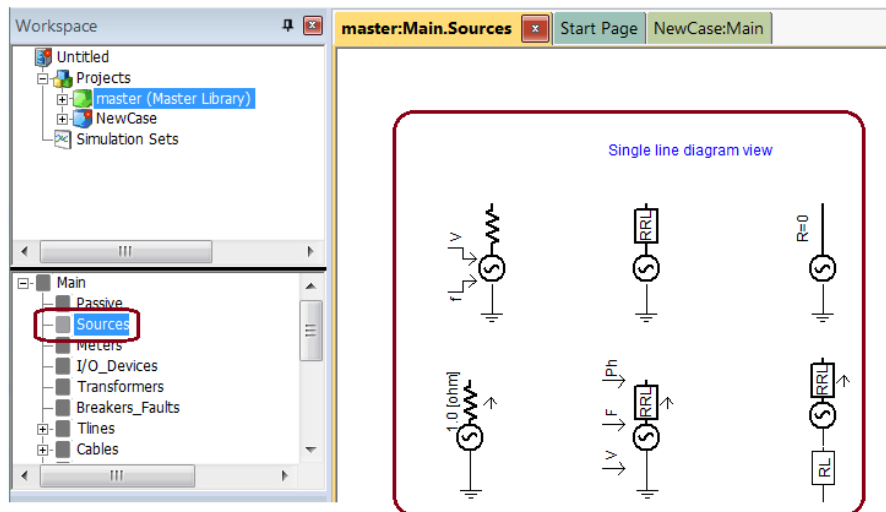 Workspace
Untitled
Projects
master (Master Library)
NewCase
Simulation Sets
Main
Passive
Sources
Meters
I/O_Devices
Transformers
Breakers_Faults
Tlines
Cables
master:Main.Sources
Start Page
NewCase:Main
Single line diagram view
V
f
RRL
R=0
1.0 [ohm]
Ph
F
V
RRL
RRL
RL